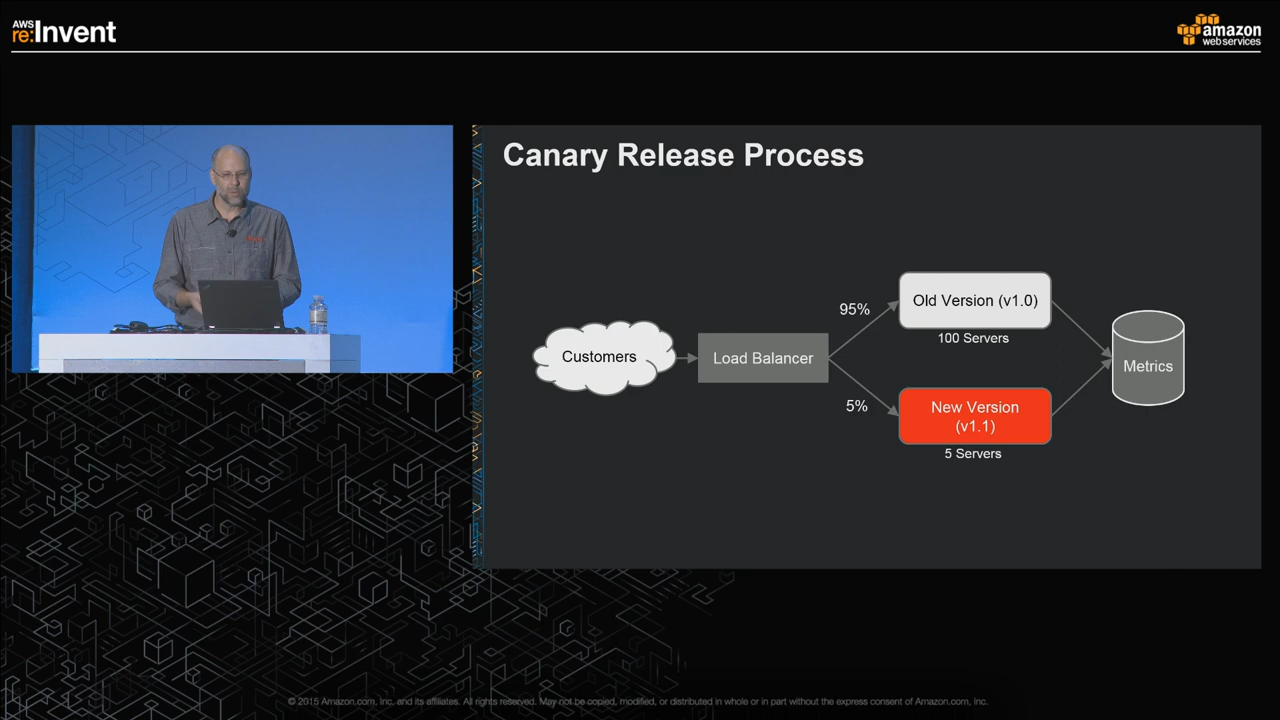 AWS
re:Invent
amazon
webservices
Canary Release Process
Customers
Load Balancer
95%
Old Version (v1.0)
100 Servers
5%
New Version
(v1.1)
5 Servers
Metrics
© 2015 Amazon.com, Inc. and its affiliates. All rights reserved. May not be copied, modified, or distributed in whole or in part without the express consent of Amazon.com, Inc.